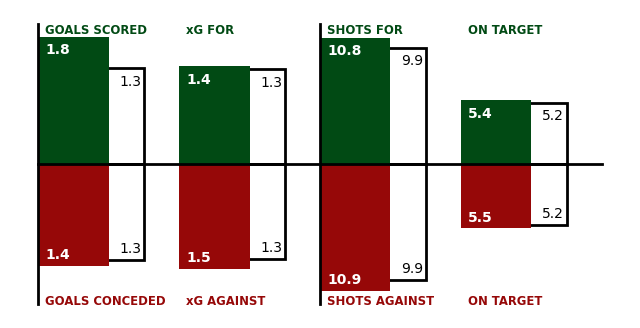 GOALS SCORED xG FOR SHOTS FOR ON TARGET
1.8 1.3 1.4 1.3 10.8 9.9 5.4 5.2
1.4 1.3 1.5 1.3 10.9 9.9 5.5 5.2
GOALS CONCEDED xG AGAINST SHOTS AGAINST ON TARGET